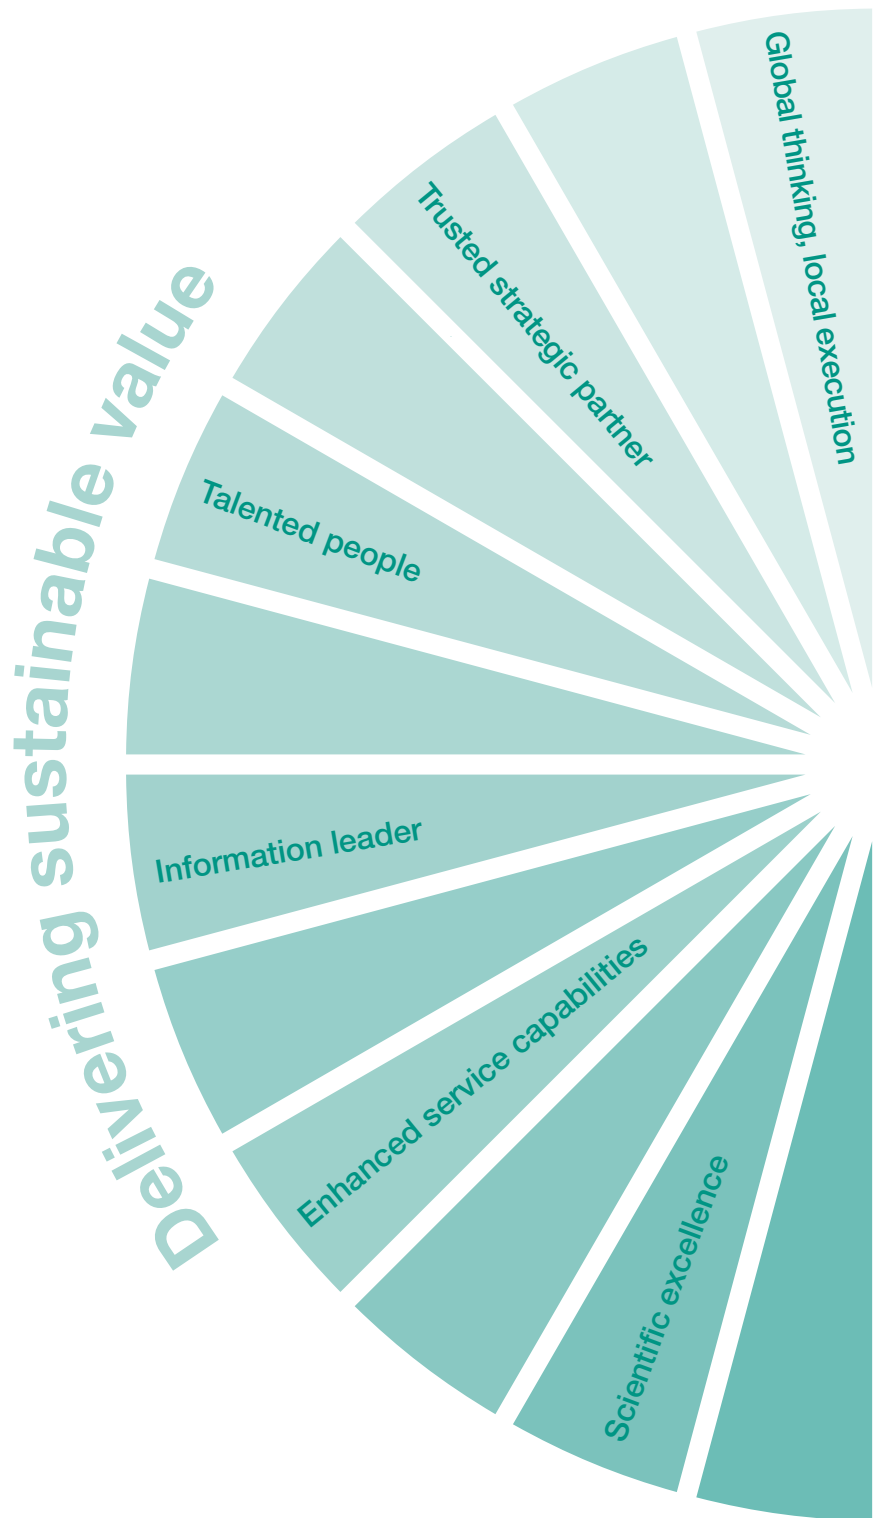 Global thinking, local execution
Trusted strategic partner
Talented people
Information leader
Enhanced service capabilities
Scientific excellence
Delivering sustainable value